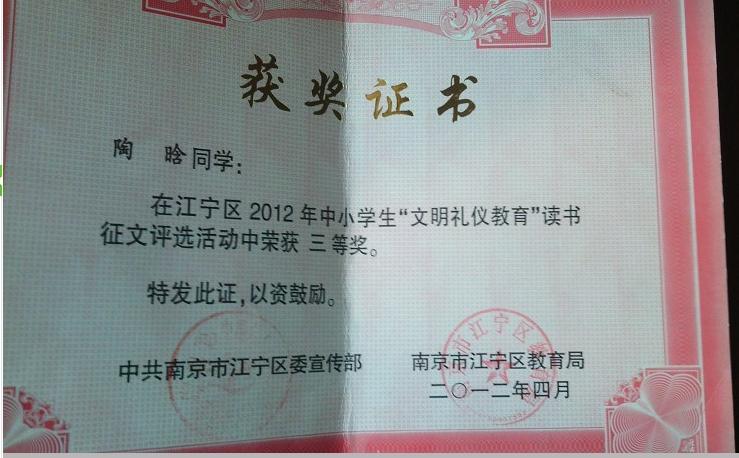 获奖证书
陶 晗同学:
在江宁区2012年中小学生“文明礼仪教育”读书
征文评选活动中荣获 三等奖。
特发此证,以资鼓励。
中共南京市江宁区委宣传部 南京市江宁区教育局
二〇一二年四月